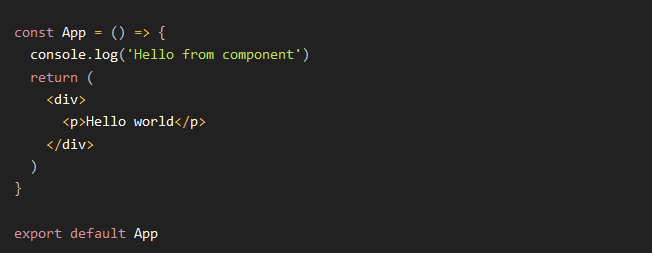 const App = () => {
  console.log('Hello from component')
  return (
    <div>
      <p>Hello world</p>
    </div>
  )
}

export default App